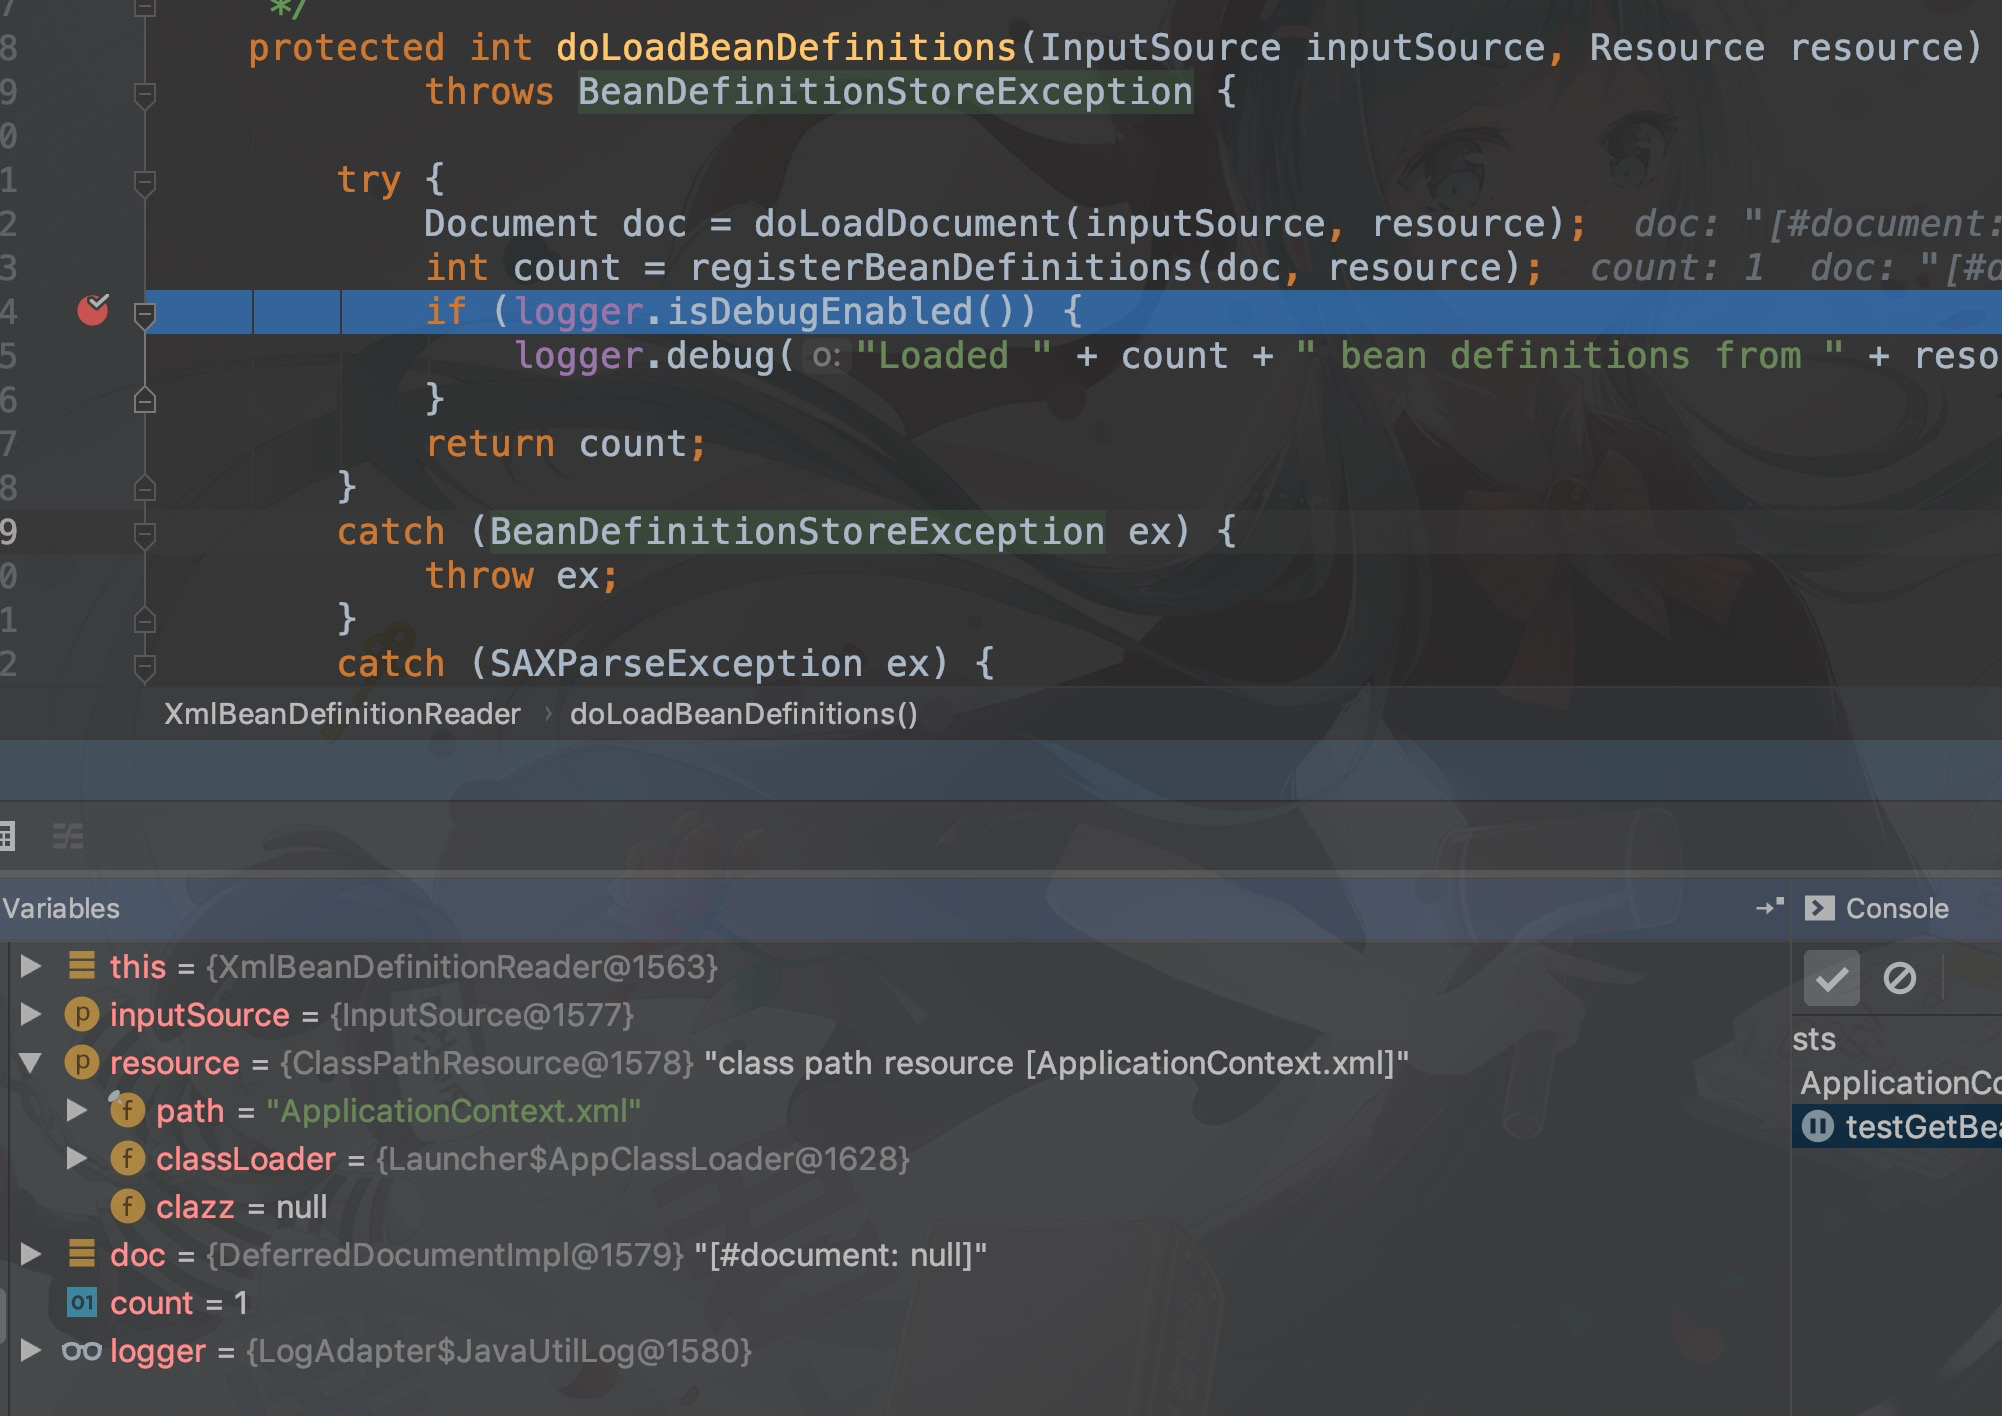 7 */
8 protected int doLoadBeanDefinitions(InputSource inputSource, Resource resource)
9 throws BeanDefinitionStoreException {
0
1 try {
2 Document doc = doLoadDocument(inputSource, resource); doc: "[#document:
3 int count = registerBeanDefinitions(doc, resource); count: 1 doc: "[#d
4 if (logger.isDebugEnabled()) {
5 logger.debug( o: "Loaded " + count + " bean definitions from " + reso
6 }
7 return count;
8 }
9 catch (BeanDefinitionStoreException ex) {
0 throw ex;
1 }
2 catch (SAXParseException ex) {
XmlBeanDefinitionReader › doLoadBeanDefinitions()
Variables
Console
this = {XmlBeanDefinitionReader@1563}
p inputSource = {InputSource@1577}
p resource = {ClassPathResource@1578} "class path resource [ApplicationContext.xml]"
f path = "ApplicationContext.xml"
f classLoader = {Launcher$AppClassLoader@1628}
f clazz = null
doc = {DeferredDocumentImpl@1579} "[#document: null]"
01 count = 1
logger = {LogAdapter$JavaUtilLog@1580}
sts
ApplicationCo
testGetBea